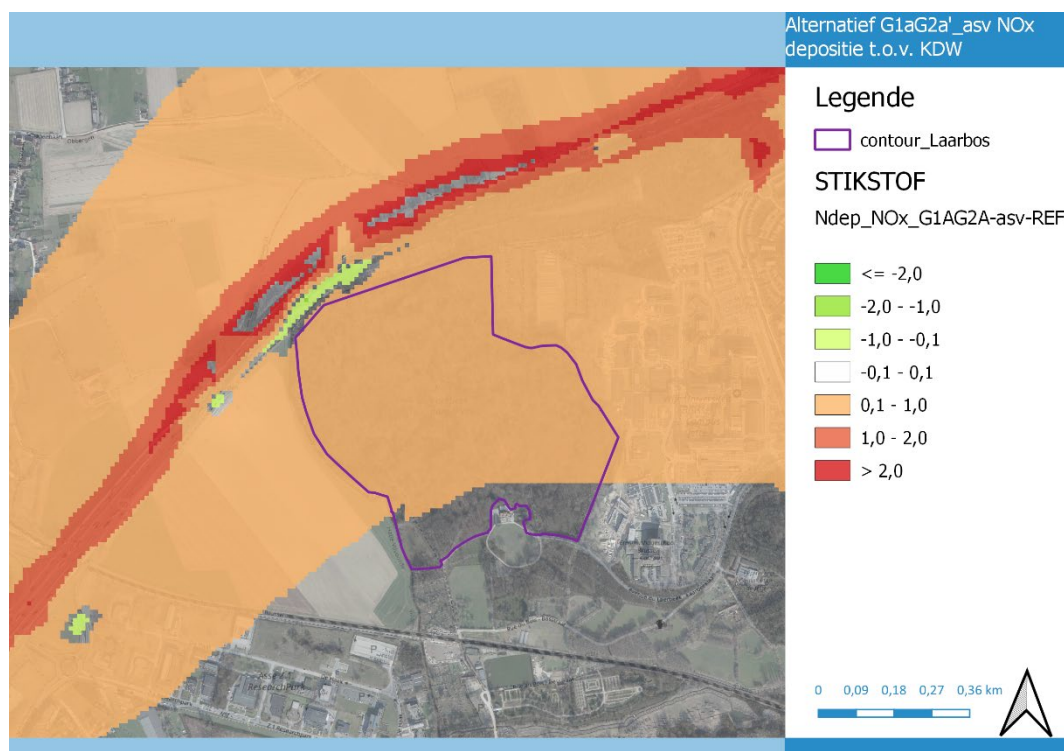 Alternatief G1aG2a'_asv NOx
depositie t.o.v. KDW
Legende
contour_Laarbos
STIKSTOF
Ndep_NOx_G1AG2A-asv-REF
<= -2,0
-2,0 - -1,0
-1,0 - -0,1
-0,1 - 0,1
0,1 - 1,0
1,0 - 2,0
> 2,0
0 0,09 0,18 0,27 0,36 km
P
P